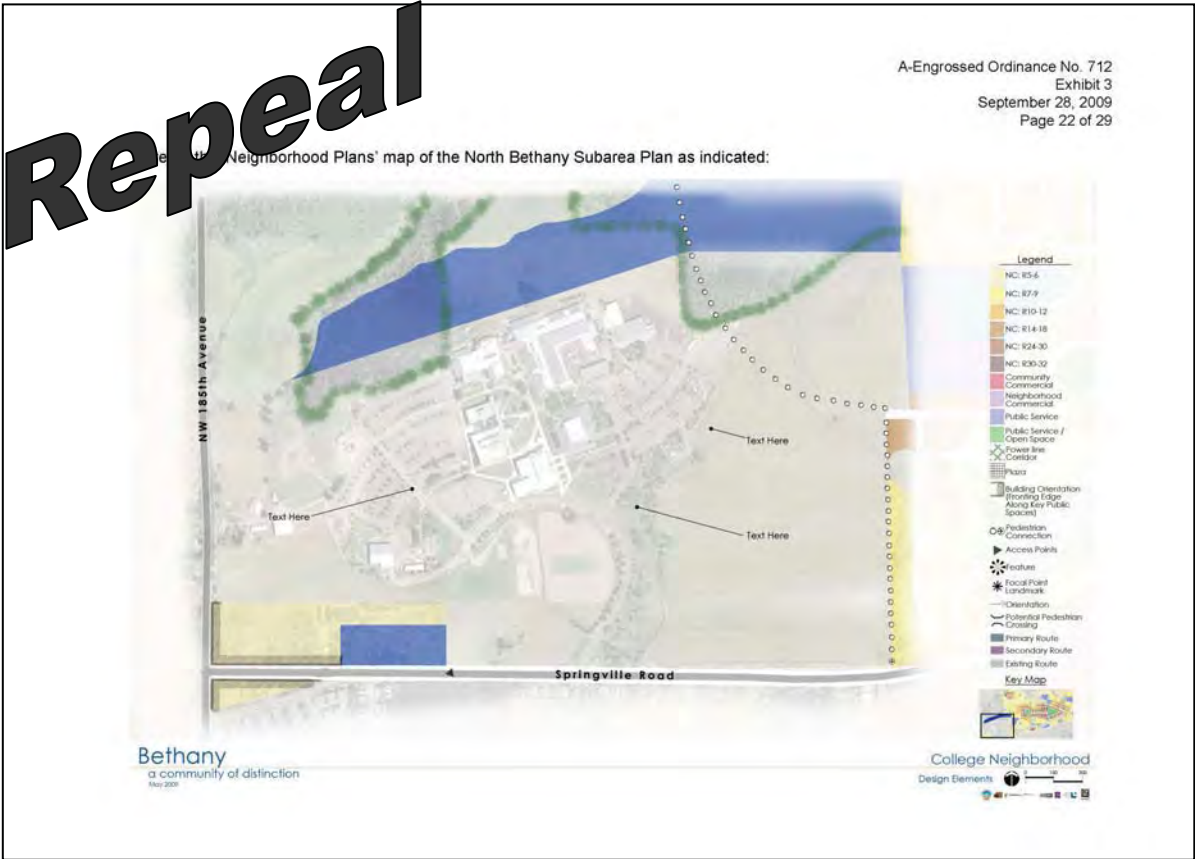 Repeal
A-Engrossed Ordinance No. 712
Exhibit 3
September 28, 2009
Page 22 of 29
Neighborhood Plans' map of the North Bethany Subarea Plan as indicated:
NW 185th Avenue
Text Here
Text Here
Text Here
Springville Road
Legend
NC: R5-6
NC: R7-9
NC: R10-12
NC: R14-18
NC: R24-30
NC: R30-32
Community
Commercial
Neighborhood
Commercial
Public Service
Public Service /
Open Space
Power line
Corridor
Plaza
Building Orientation
(Fronting Edge
Along Key Public
Spaces)
Pedestrian
Connection
Access Points
Feature
Focal Point
Landmark
Orientation
Potential Pedestrian
Crossing
Primary Route
Secondary Route
Existing Route
Key Map
Bethany
a community of distinction
May 2009
College Neighborhood
Design Elements